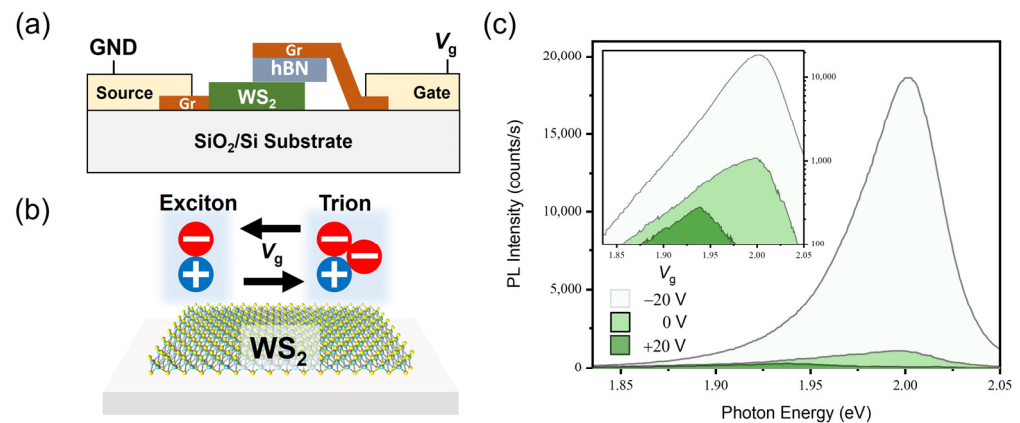 (a)
GND
Vg
Gr
hBN
Source
Gr
WS2
Gate
SiO2/Si Substrate
(b)
Exciton
Trion
Vg
WS2
(c)
PL Intensity (counts/s)
20,000
15,000
10,000
5,000
0
1.85
1.90
1.95
2.00
2.05
Photon Energy (eV)
10,000
1,000
100
1.85
1.90
1.95
2.00
2.05
Vg
−20 V
0 V
+20 V